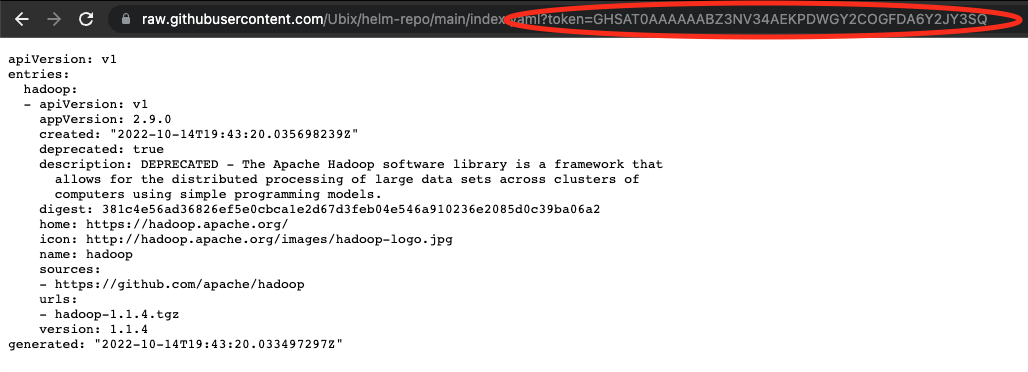 raw.githubusercontent.com/Ubix/helm-repo/main/index.yaml?token=GHSAT0AAAAAABZ3NV34AEKPDWGY2COGFDA6Y2JY3SQ
apiVersion: v1
entries:
  hadoop:
  - apiVersion: v1
    appVersion: 2.9.0
    created: "2022-10-14T19:43:20.035698239Z"
    deprecated: true
    description: DEPRECATED - The Apache Hadoop software library is a framework that
      allows for the distributed processing of large data sets across clusters of
      computers using simple programming models.
    digest: 381c4e56ad36826ef5e0cbca1e2d67d3feb04e546a910236e2085d0c39ba06a2
    home: https://hadoop.apache.org/
    icon: http://hadoop.apache.org/images/hadoop-logo.jpg
    name: hadoop
    sources:
    - https://github.com/apache/hadoop
    urls:
    - hadoop-1.1.4.tgz
    version: 1.1.4
generated: "2022-10-14T19:43:20.033497297Z"